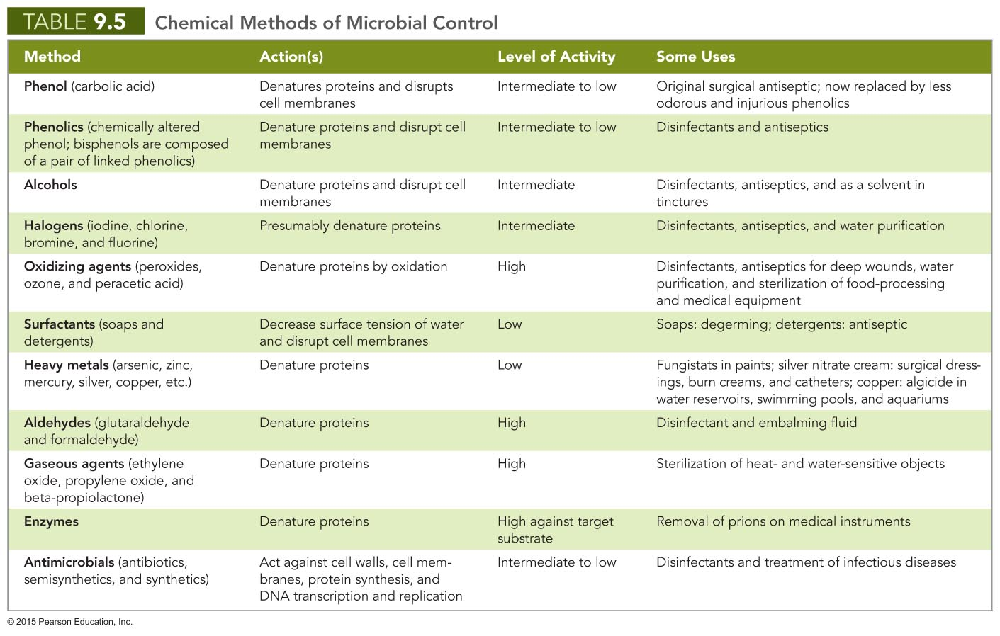 TABLE 9.5 Chemical Methods of Microbial Control
Method Action(s) Level of Activity Some Uses
Phenol (carbolic acid) Denatures proteins and disrupts Intermediate to low Original surgical antiseptic; now replaced by less
cell membranes odorous and injurious phenolics
Phenolics (chemically altered Denature proteins and disrupt cell Intermediate to low Disinfectants and antiseptics
phenol; bisphenols are composed membranes
of a pair of linked phenolics)
Alcohols Denature proteins and disrupt cell Intermediate Disinfectants, antiseptics, and as a solvent in
membranes tinctures
Halogens (iodine, chlorine, Presumably denature proteins Intermediate Disinfectants, antiseptics, and water purification
bromine, and fluorine)
Oxidizing agents (peroxides, Denature proteins by oxidation High Disinfectants, antiseptics for deep wounds, water
ozone, and peracetic acid) purification, and sterilization of food-processing
and medical equipment
Surfactants (soaps and Decrease surface tension of water Low Soaps: degerming; detergents: antiseptic
detergents) and disrupt cell membranes
Heavy metals (arsenic, zinc, Denature proteins Low Fungistats in paints; silver nitrate cream: surgical dress-
mercury, silver, copper, etc.) ings, burn creams, and catheters; copper: algicide in
water reservoirs, swimming pools, and aquariums
Aldehydes (glutaraldehyde Denature proteins High Disinfectant and embalming fluid
and formaldehyde)
Gaseous agents (ethylene Denature proteins High Sterilization of heat- and water-sensitive objects
oxide, propylene oxide, and
beta-propiolactone)
Enzymes Denature proteins High against target Removal of prions on medical instruments
substrate
Antimicrobials (antibiotics, Act against cell walls, cell mem- Intermediate to low Disinfectants and treatment of infectious diseases
semisynthetics, and synthetics) branes, protein synthesis, and
DNA transcription and replication
© 2015 Pearson Education, Inc.